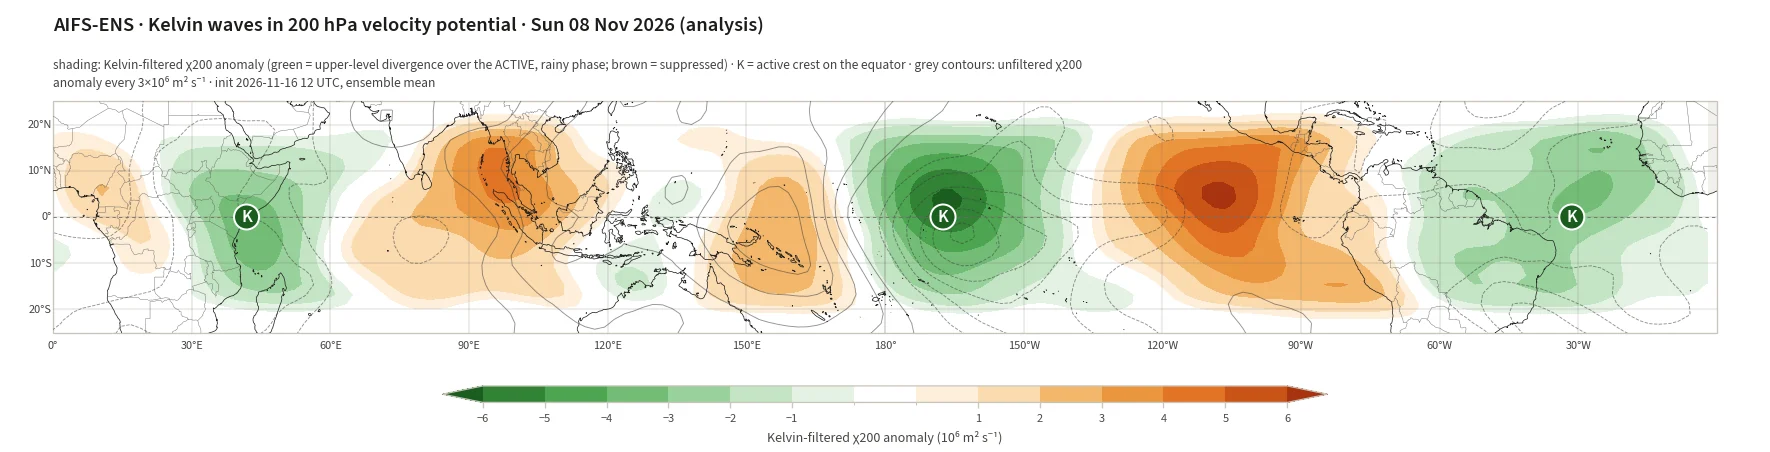 AIFS-ENS · Kelvin waves in 200 hPa velocity potential · Sun 08 Nov 2026 (analysis)
shading: Kelvin-filtered χ200 anomaly (green = upper-level divergence over the ACTIVE, rainy phase; brown = suppressed) · K = active crest on the equator · grey contours: unfiltered χ200
anomaly every 3×10⁶ m² s⁻¹ · init 2026-11-16 12 UTC, ensemble mean
20°N
10°N
0°
10°S
20°S
K K K
0° 30°E 60°E 90°E 120°E 150°E 180° 150°W 120°W 90°W 60°W 30°W
−6 −5 −4 −3 −2 −1 1 2 3 4 5 6
Kelvin-filtered χ200 anomaly (10⁶ m² s⁻¹)